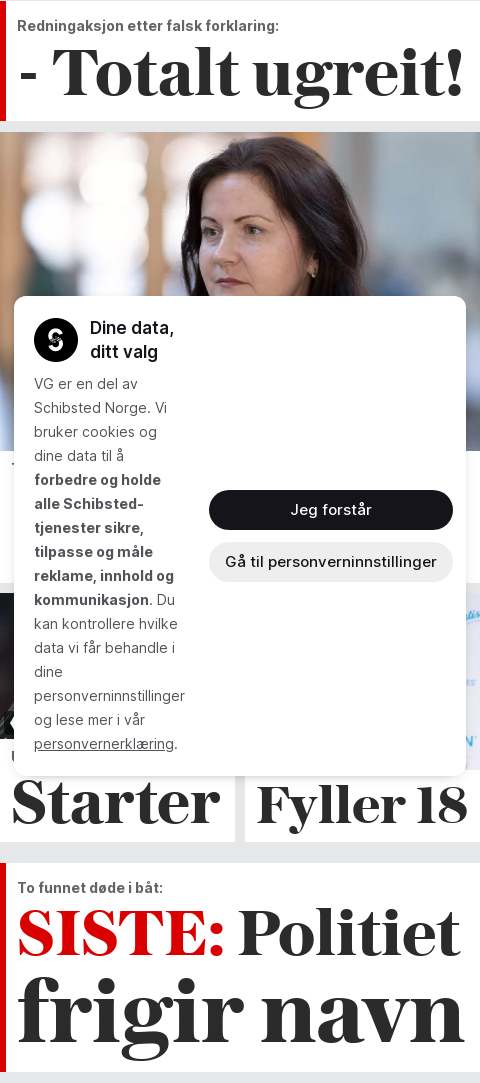 Redningaksjon etter falsk forklaring:
- Totalt ugreit!
Dine data,
ditt valg
VG er en del av
Schibsted Norge. Vi
bruker cookies og
dine data til å
forbedre og holde
alle Schibsted-
tjenester sikre,
tilpasse og måle
reklame, innhold og
kommunikasjon. Du
kan kontrollere hvilke
data vi får behandle i
dine
personverninnstillinger
og lese mer i vår
personvernerklæring.
Jeg forstår
Gå til personverninnstillinger
Starter
Fyller 18
To funnet døde i båt:
SISTE: Politiet
frigir navn